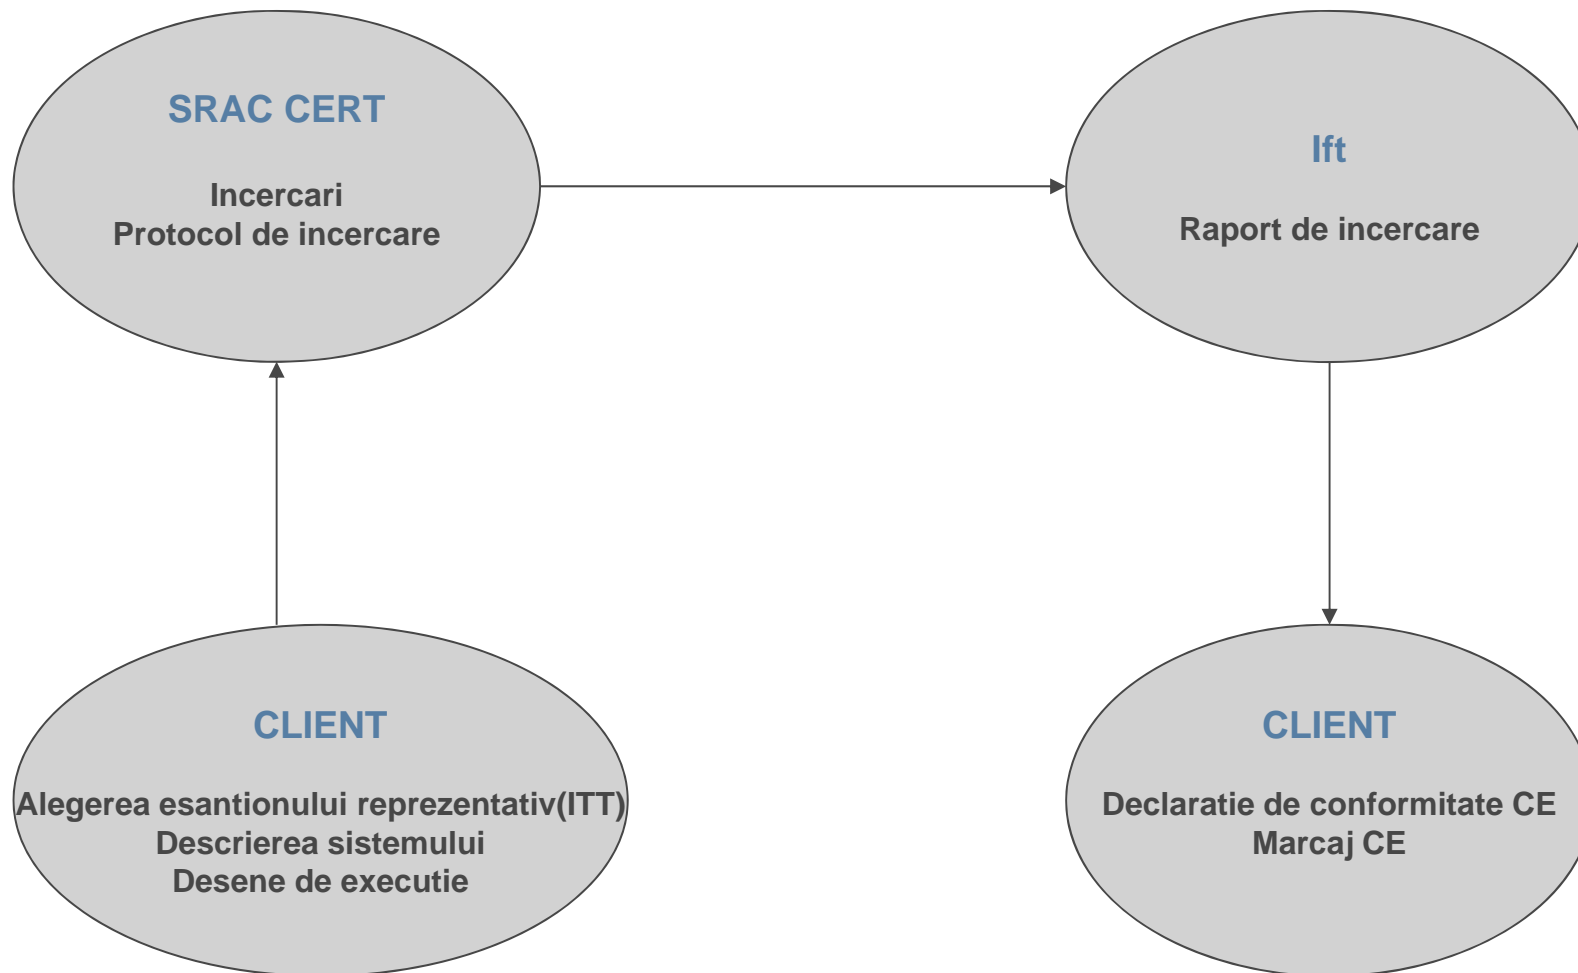 SRAC CERT
Incercari
Protocol de incercare
Ift
Raport de incercare
CLIENT
Alegerea esantionului reprezentativ(ITT)
Descrierea sistemului
Desene de executie
CLIENT
Declaratie de conformitate CE
Marcaj CE